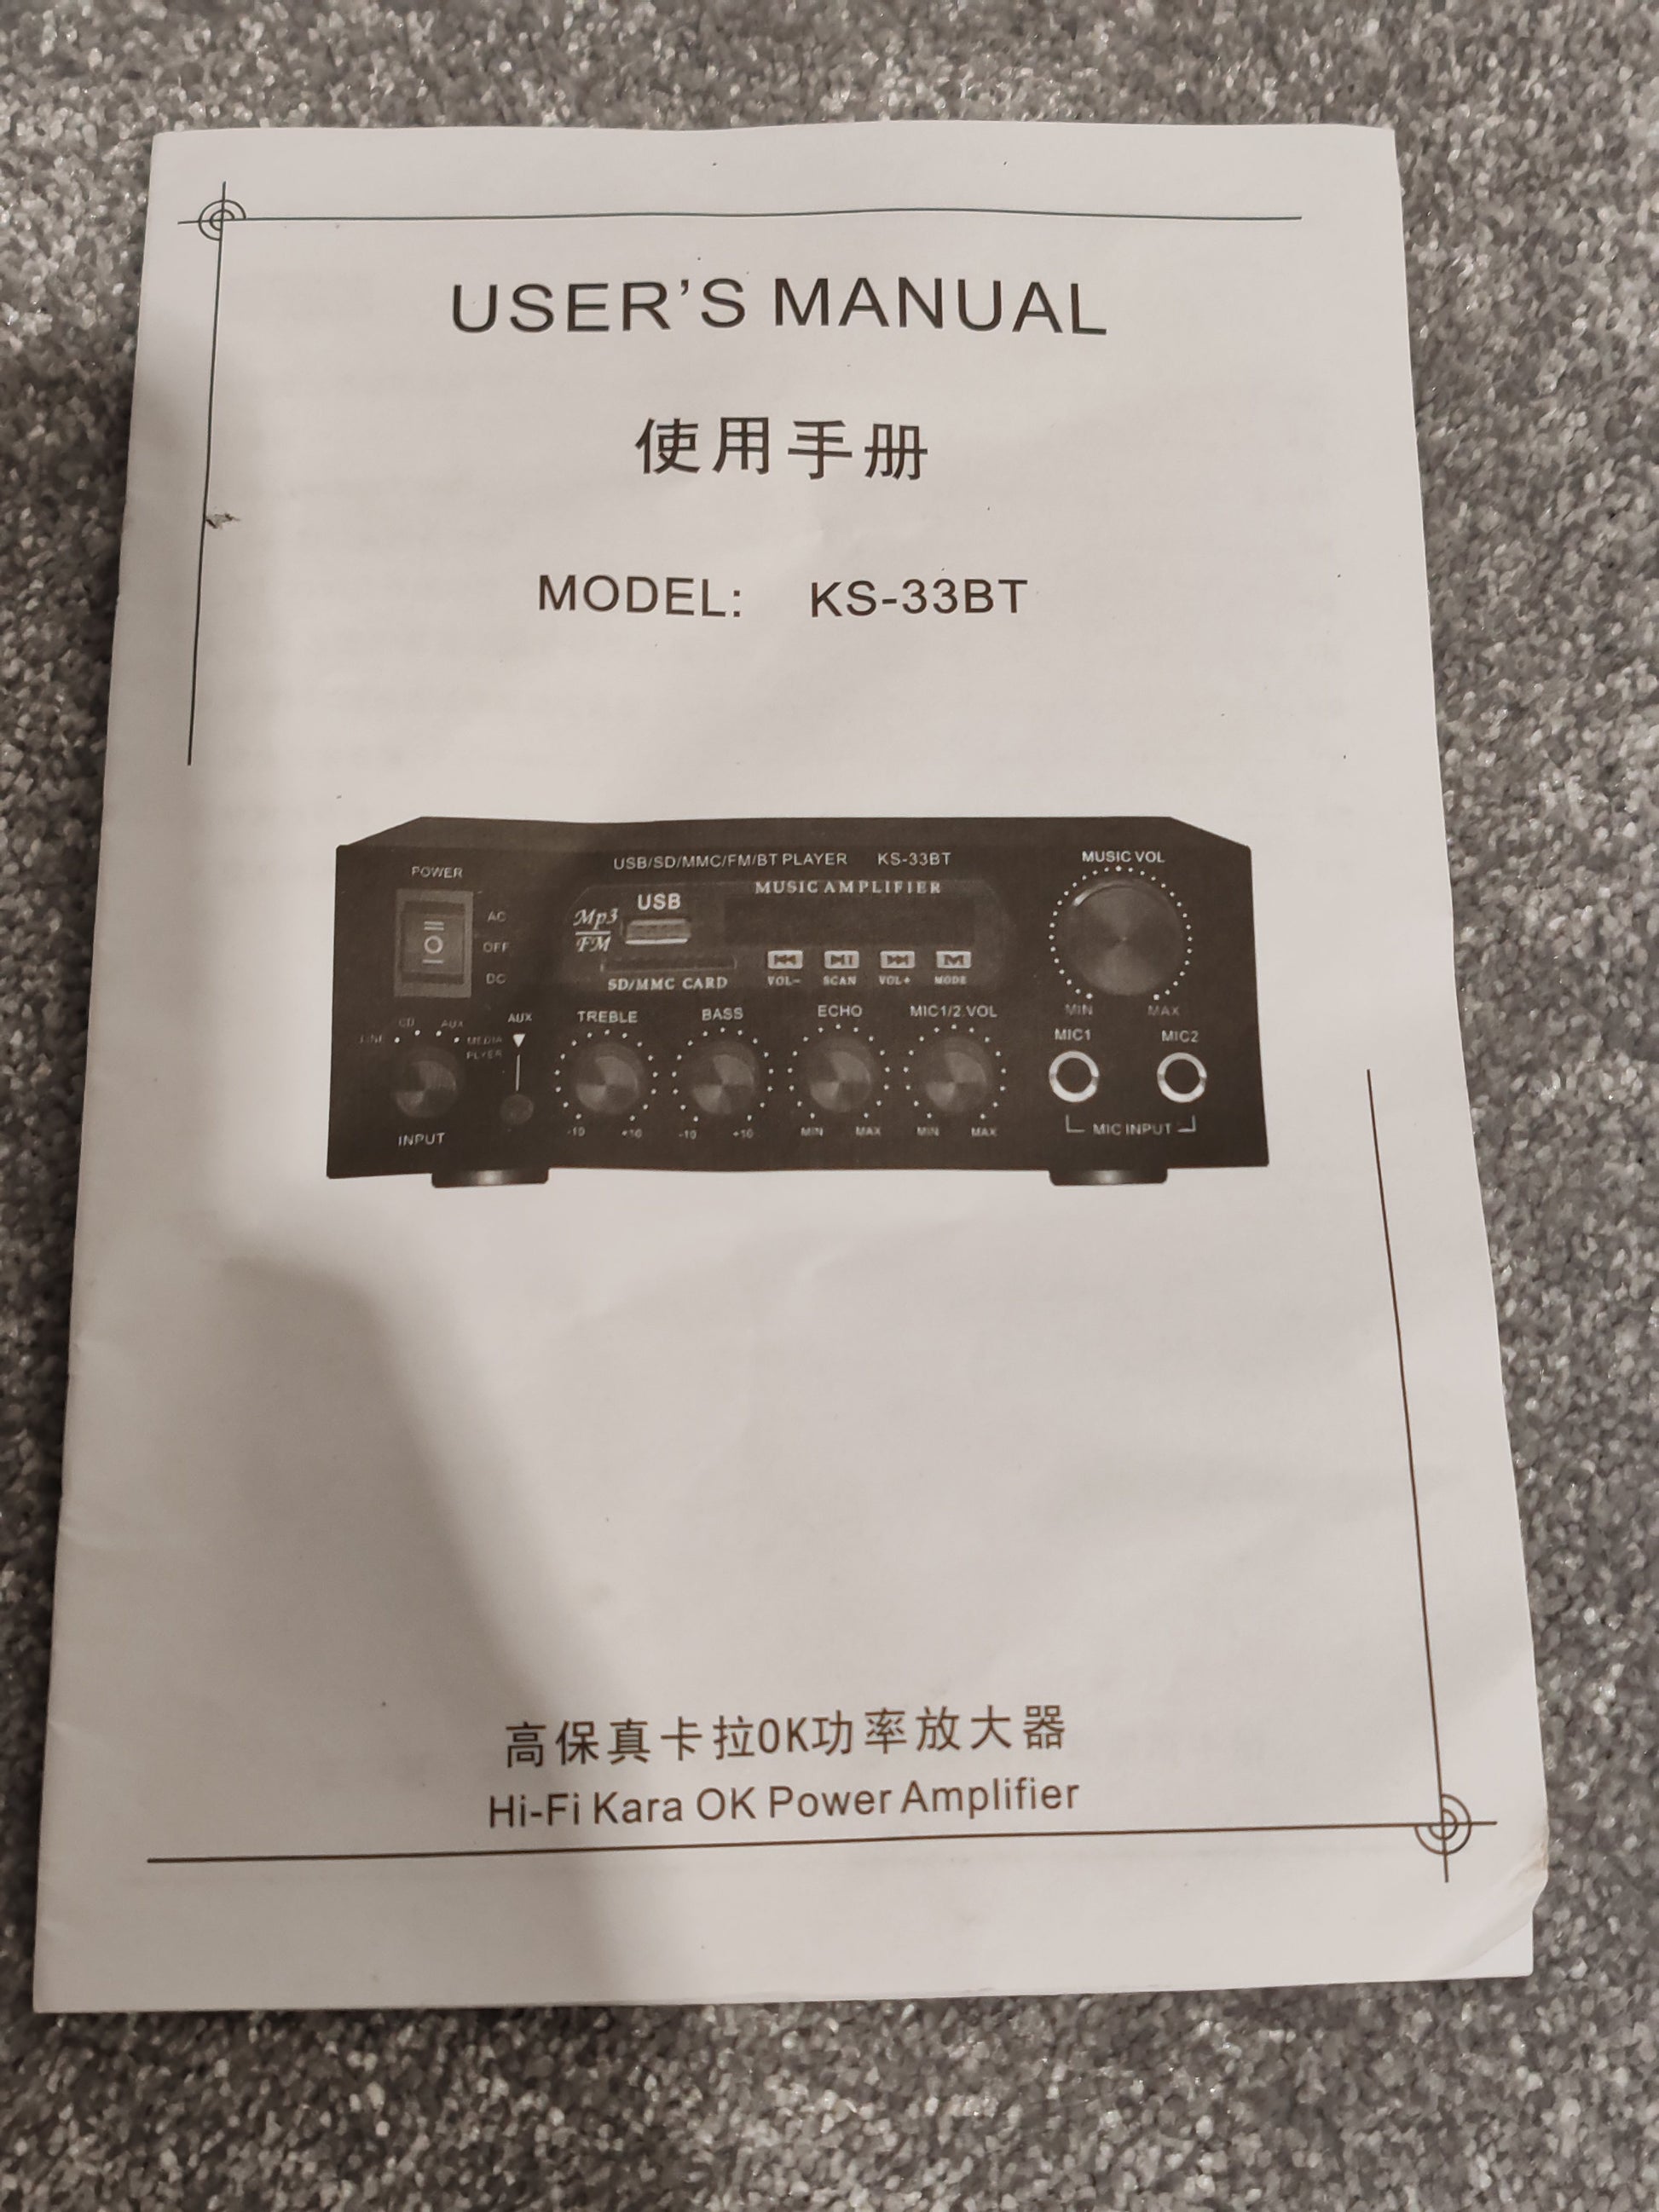 USER'S MANUAL
使用手册
MODEL: KS-33BT
POWER
AC
OFF
DC
USB/SD/MMC/FM/BT PLAYER KS-33BT
MUSIC AMPLIFIER
Mp3
FM
USB
SD/MMC CARD
VOL- SCAN VOL+ MODE
MUSIC VOL
MIN MAX
LINE CD AUX MEDIA
PLYER
INPUT
AUX
TREBLE
-10 +10
BASS
-10 +10
ECHO
MIN MAX
MIC1/2 VOL
MIN MAX
MIC1 MIC2
MIC INPUT
高保真卡拉OK功率放大器
Hi-Fi Kara OK Power Amplifier